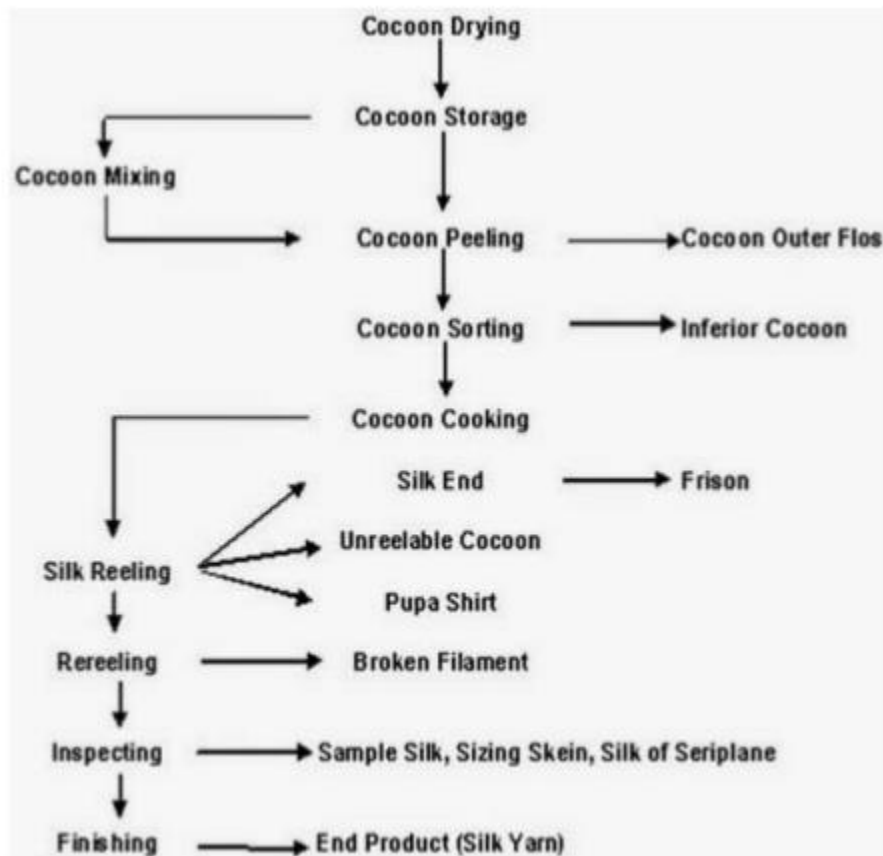 Cocoon Drying
Cocoon Storage
Cocoon Mixing
Cocoon Peeling
Cocoon Outer Flos
Cocoon Sorting
Inferior Cocoon
Cocoon Cooking
Silk End
Frison
Unreelable Cocoon
Silk Reeling
Pupa Shirt
Rereeling
Broken Filament
Inspecting
Sample Silk, Sizing Skein, Silk of Seriplane
Finishing
End Product (Silk Yarn)